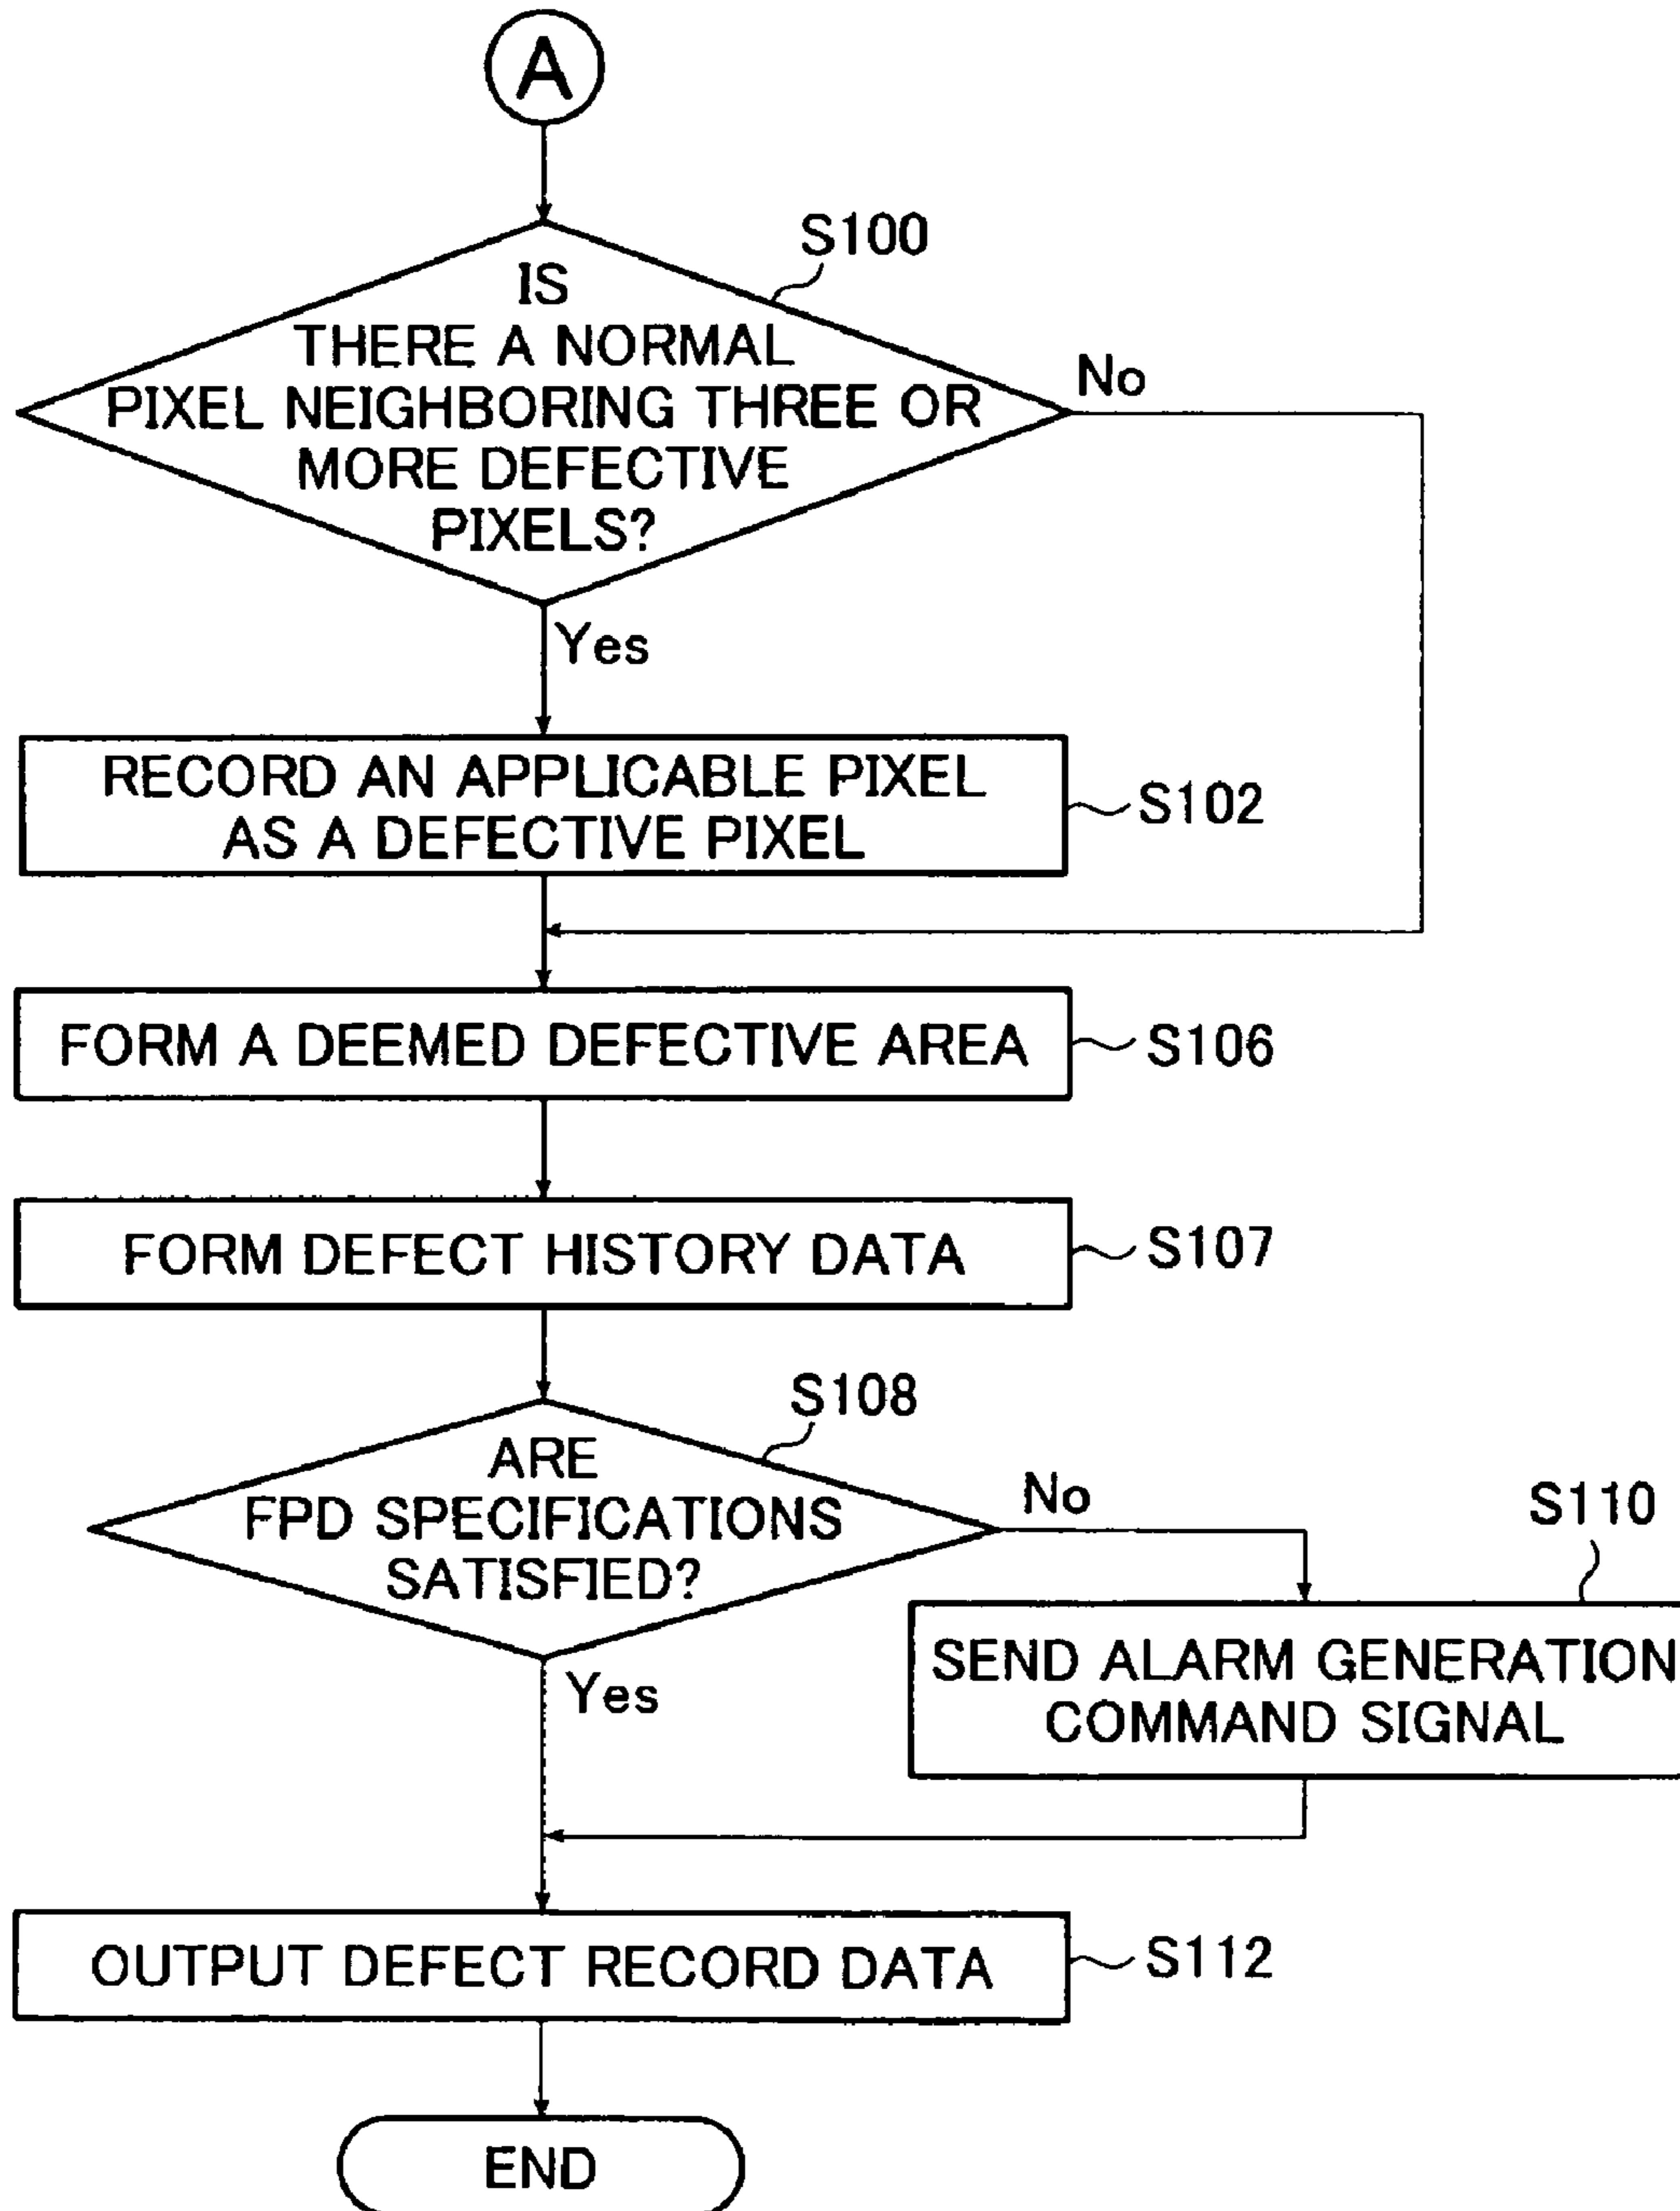 A
S100
IS
THERE A NORMAL
PIXEL NEIGHBORING THREE OR
MORE DEFECTIVE
PIXELS?
No
Yes
RECORD AN APPLICABLE PIXEL
AS A DEFECTIVE PIXEL
S102
FORM A DEEMED DEFECTIVE AREA
S106
FORM DEFECT HISTORY DATA
S107
S108
ARE
FPD SPECIFICATIONS
SATISFIED?
No
S110
SEND ALARM GENERATION
COMMAND SIGNAL
Yes
OUTPUT DEFECT RECORD DATA
S112
END